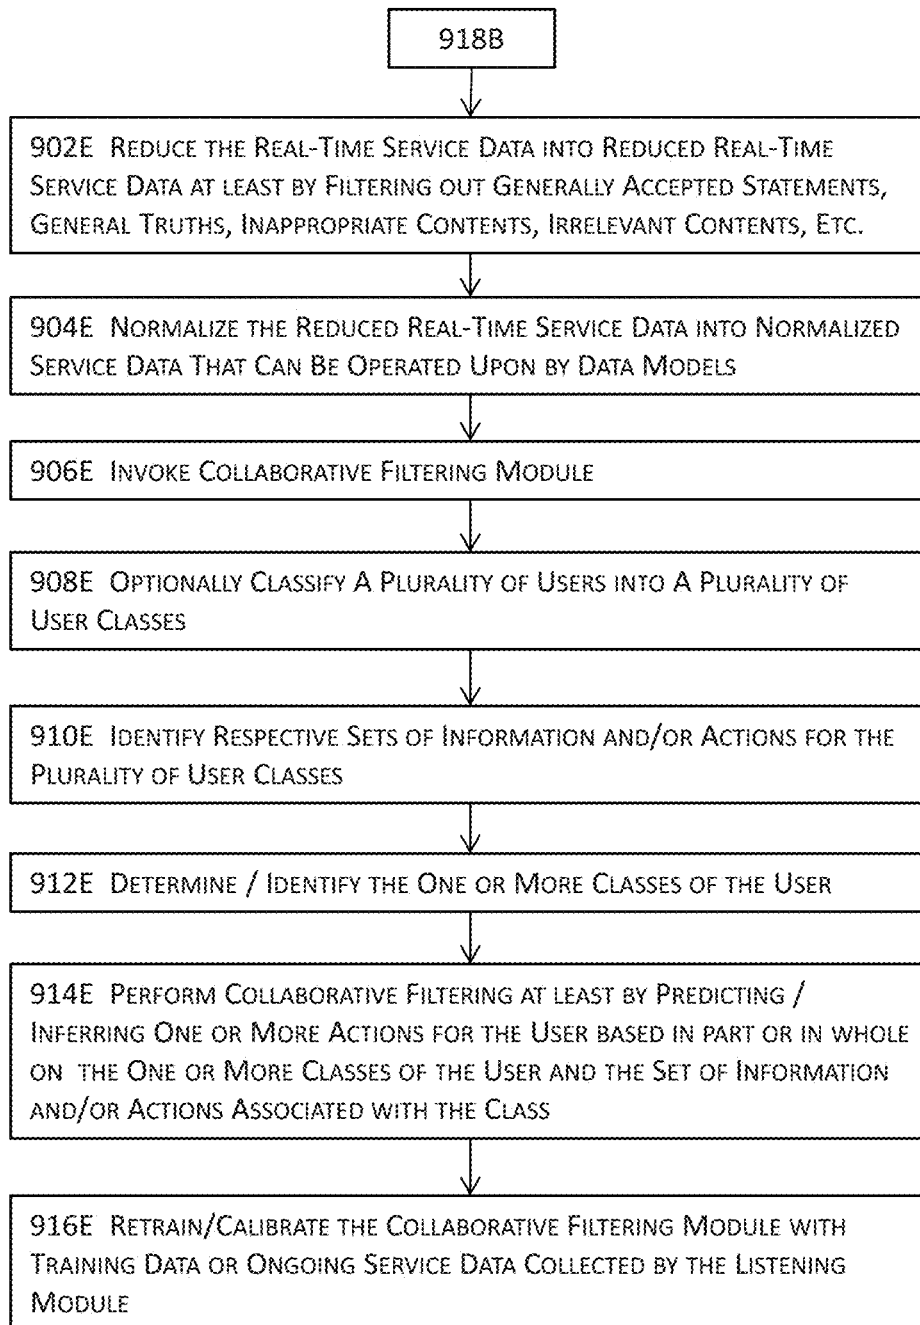 918B
902E Reduce the Real-Time Service Data into Reduced Real-Time
Service Data at least by Filtering out Generally Accepted Statements,
General Truths, Inappropriate Contents, Irrelevant Contents, Etc.
904E Normalize the Reduced Real-Time Service Data into Normalized
Service Data That Can Be Operated Upon by Data Models
906E Invoke Collaborative Filtering Module
908E Optionally Classify A Plurality of Users into A Plurality of
User Classes
910E Identify Respective Sets of Information and/or Actions for the
Plurality of User Classes
912E Determine / Identify the One or More Classes of the User
914E Perform Collaborative Filtering at least by Predicting /
Inferring One or More Actions for the User based in part or in whole
on the One or More Classes of the User and the Set of Information
and/or Actions Associated with the Class
916E Retrain/Calibrate the Collaborative Filtering Module with
Training Data or Ongoing Service Data Collected by the Listening
Module